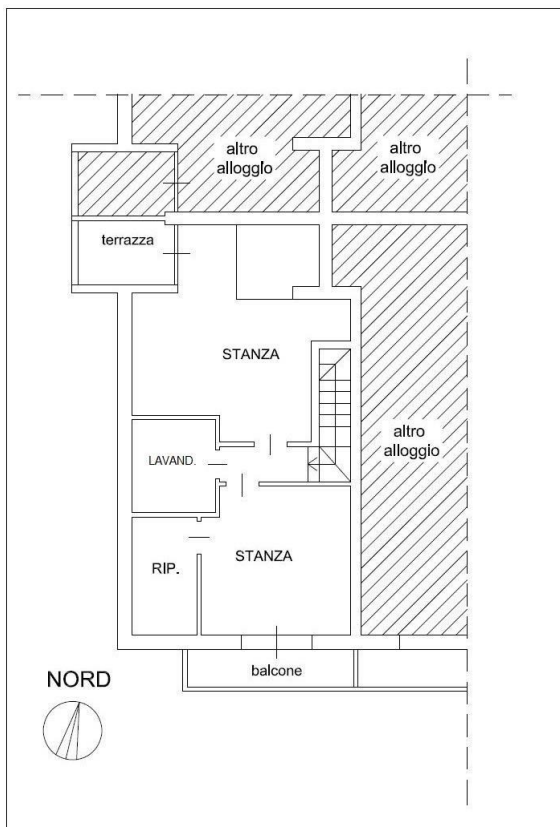 altro
alloggio
altro
alloggio
terrazza
STANZA
altro
alloggio
LAVAND.
STANZA
RIP.
balcone
NORD